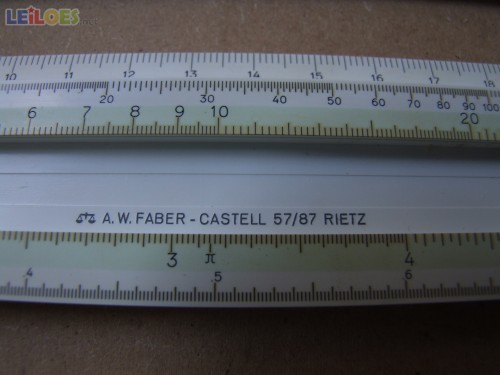 LEiLOES.NET
10 11 12 13 14 15 16 17 18
20 30 40 50 60 70 80 90 100
6 7 8 9 10 20
A.W. FABER - CASTELL 57/87 RIETZ
3 π 4
4 5 6